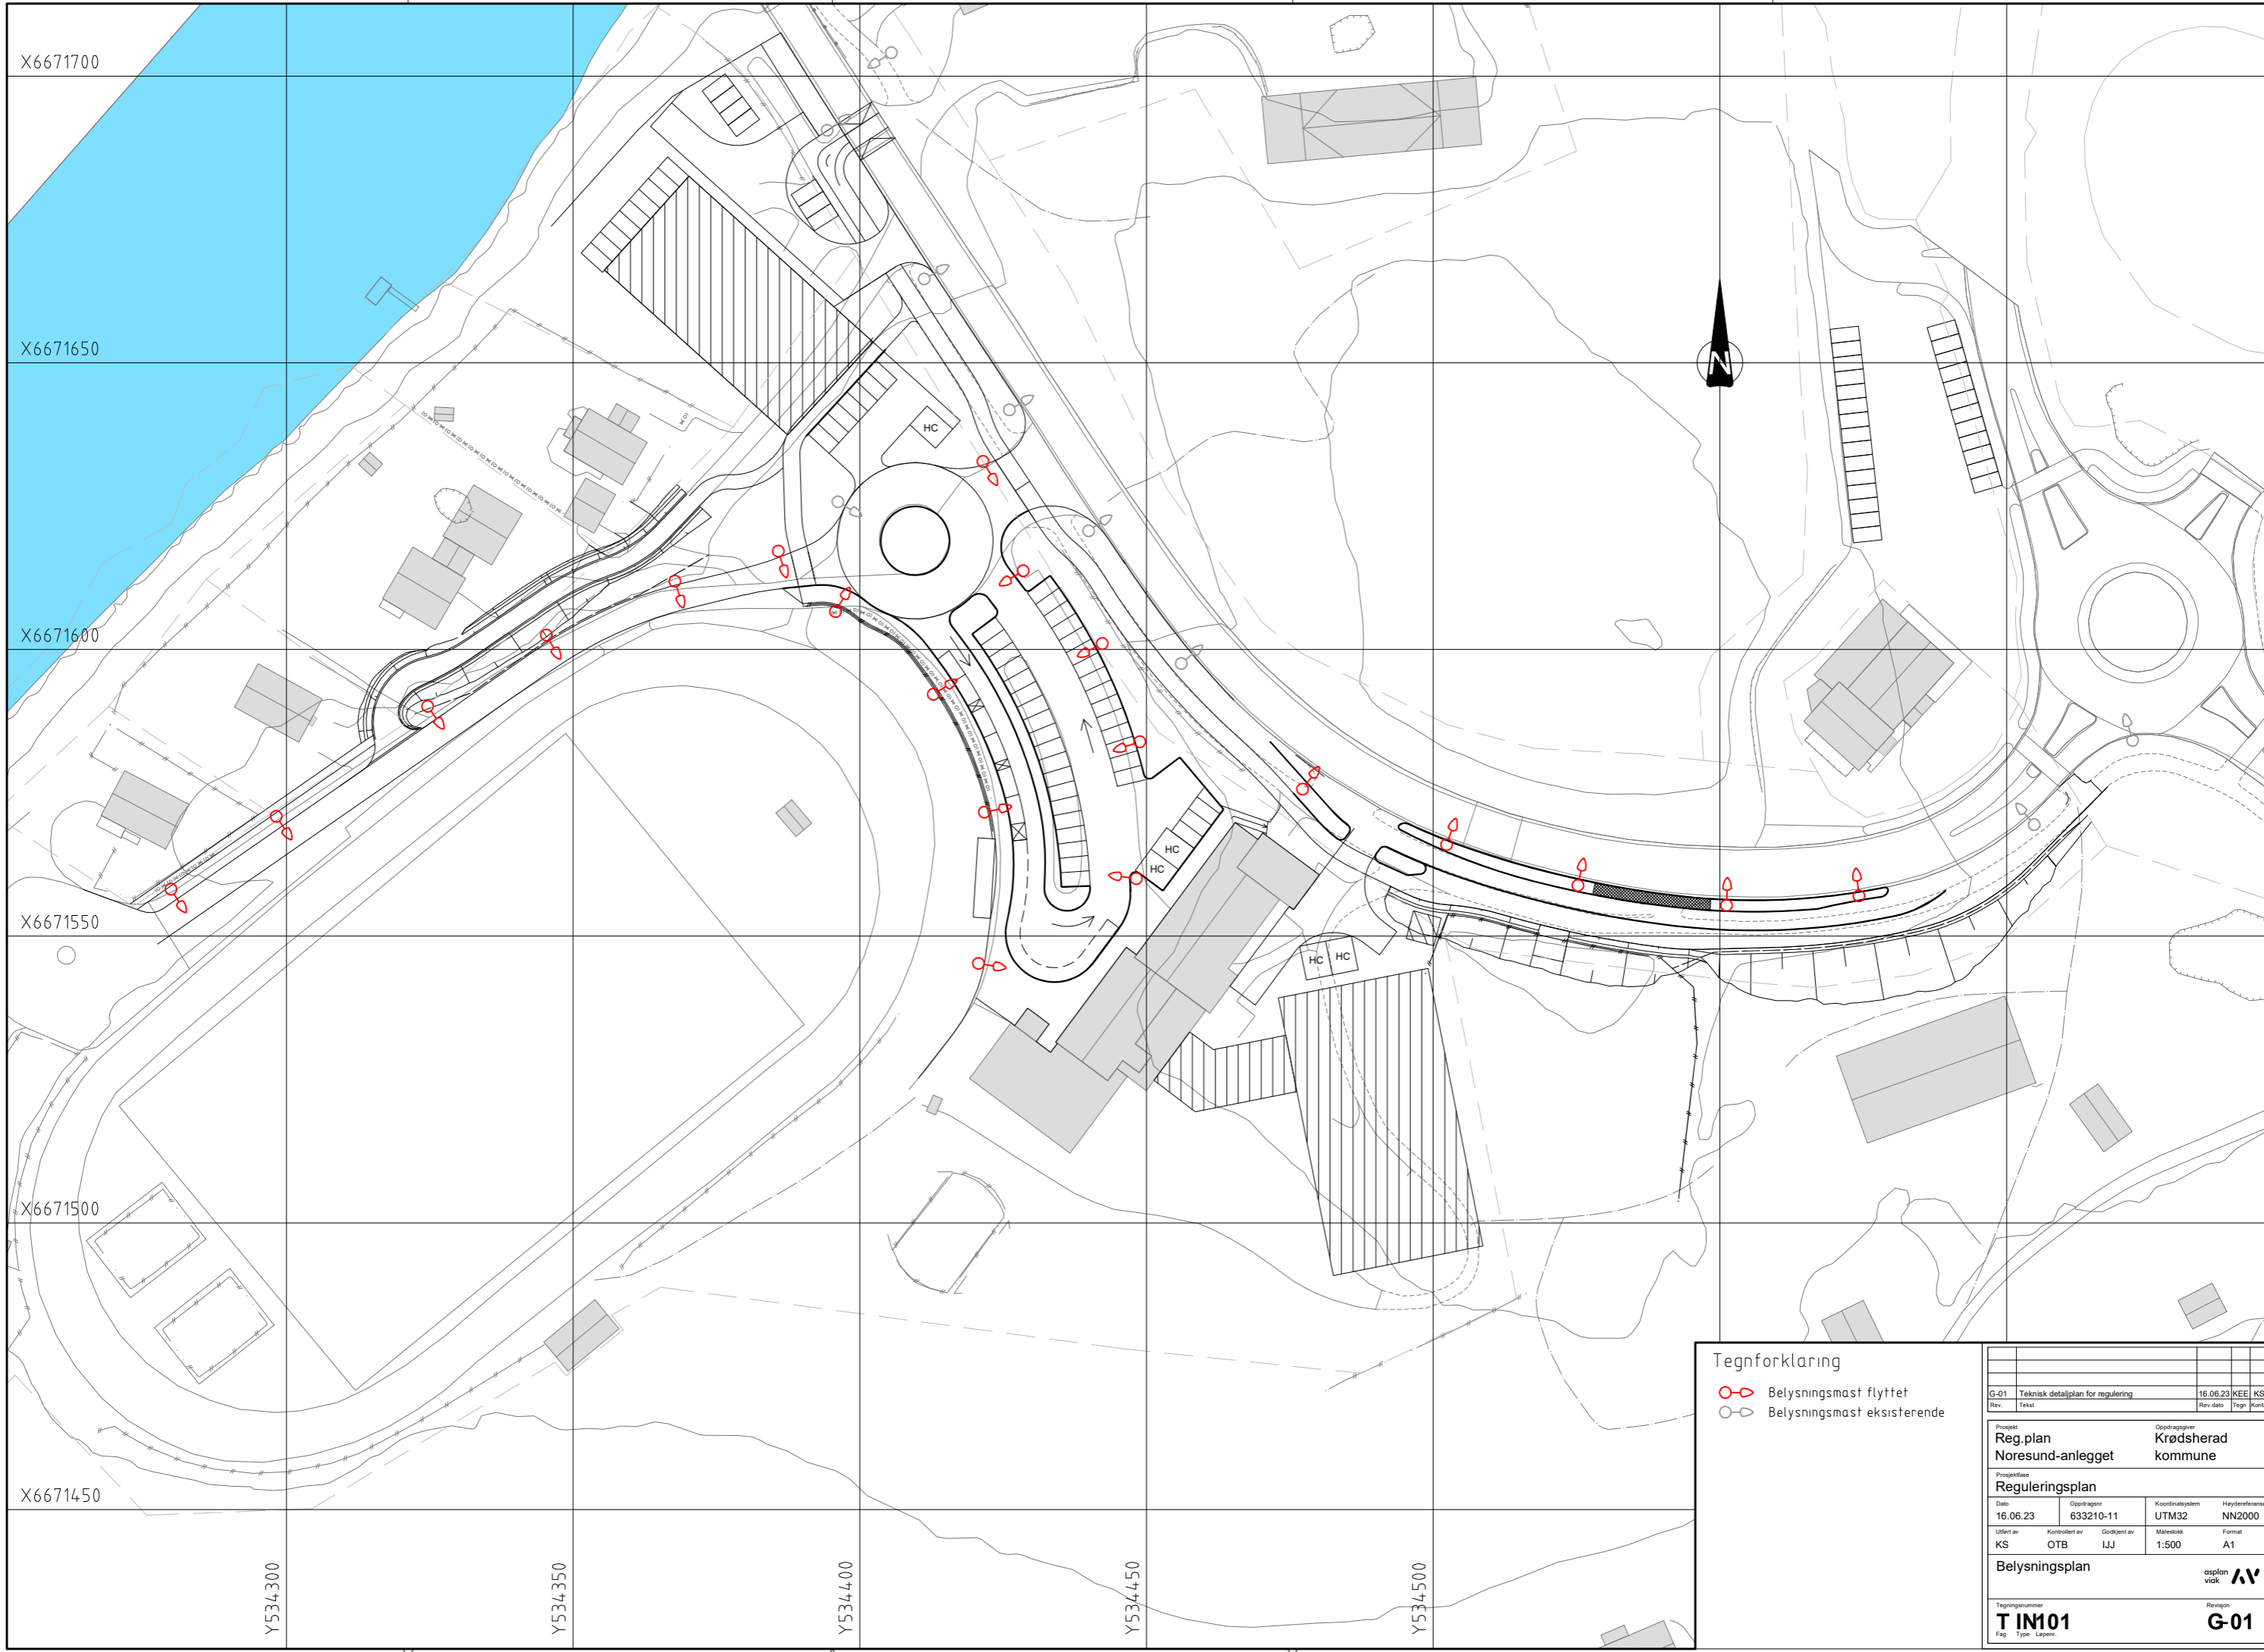 X6671700
X6671650
X6671600
X6671550
X6671500
X6671450
Y534300
Y534350
Y534400
Y534450
Y534500
N
HC
HC
HC
HC HC
Tegnforklaring
Belysningsmast flyttet
Belysningsmast eksisterende
G-01 Teknisk detaljplan for regulering 16.06.23 KEE KS
Rev. Tekst Rev.dato Tegn
Prosjekt Oppdragsgiver
Reg.plan Krødsherad
Noresund-anlegget kommune
Prosjektfase
Reguleringsplan
Dato Oppdragsnr Koordinatsystem Høydereferanse
16.06.23 633210-11 UTM32 NN2000
Utført av Kontrollert av Godkjent av Målestokk Format
KS OTB IJJ 1:500 A1
Belysningsplan
asplan
viak
Tegningsnummer Revisjon
T IN101 G-01
Fag Type Løpenr.